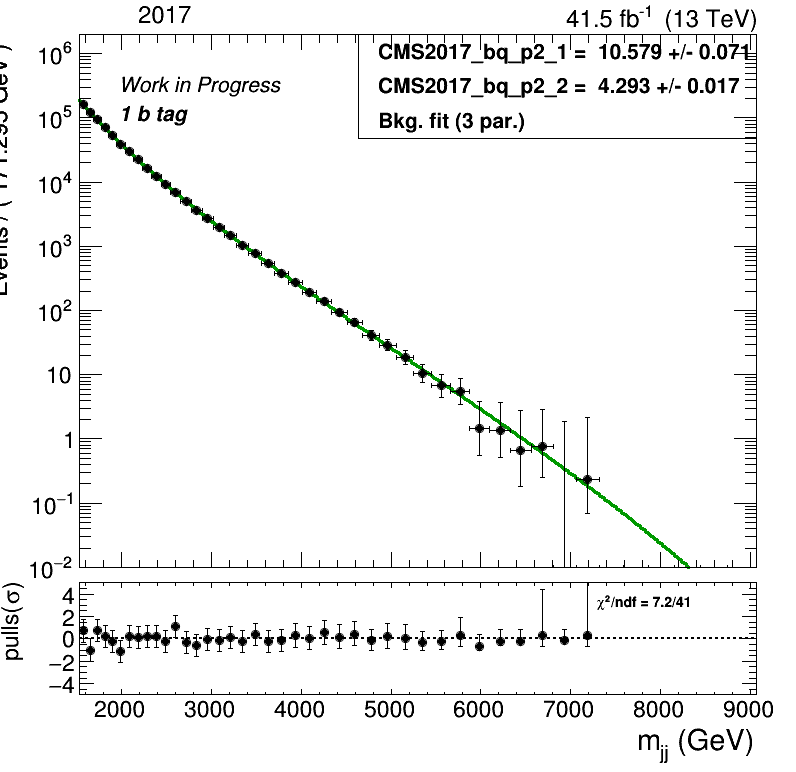 2017
41.5 fb⁻¹ (13 TeV)
CMS2017_bq_p2_1 = 10.579 +/- 0.071
CMS2017_bq_p2_2 = 4.293 +/- 0.017
Bkg. fit (3 par.)
Work in Progress
1 b tag
10⁶
10⁵
10⁴
10³
10²
10
1
10⁻¹
10⁻²
χ²/ndf = 7.2/41
pulls(σ)
4
2
0
−2
−4
2000 3000 4000 5000 6000 7000 8000 9000
m_jj (GeV)